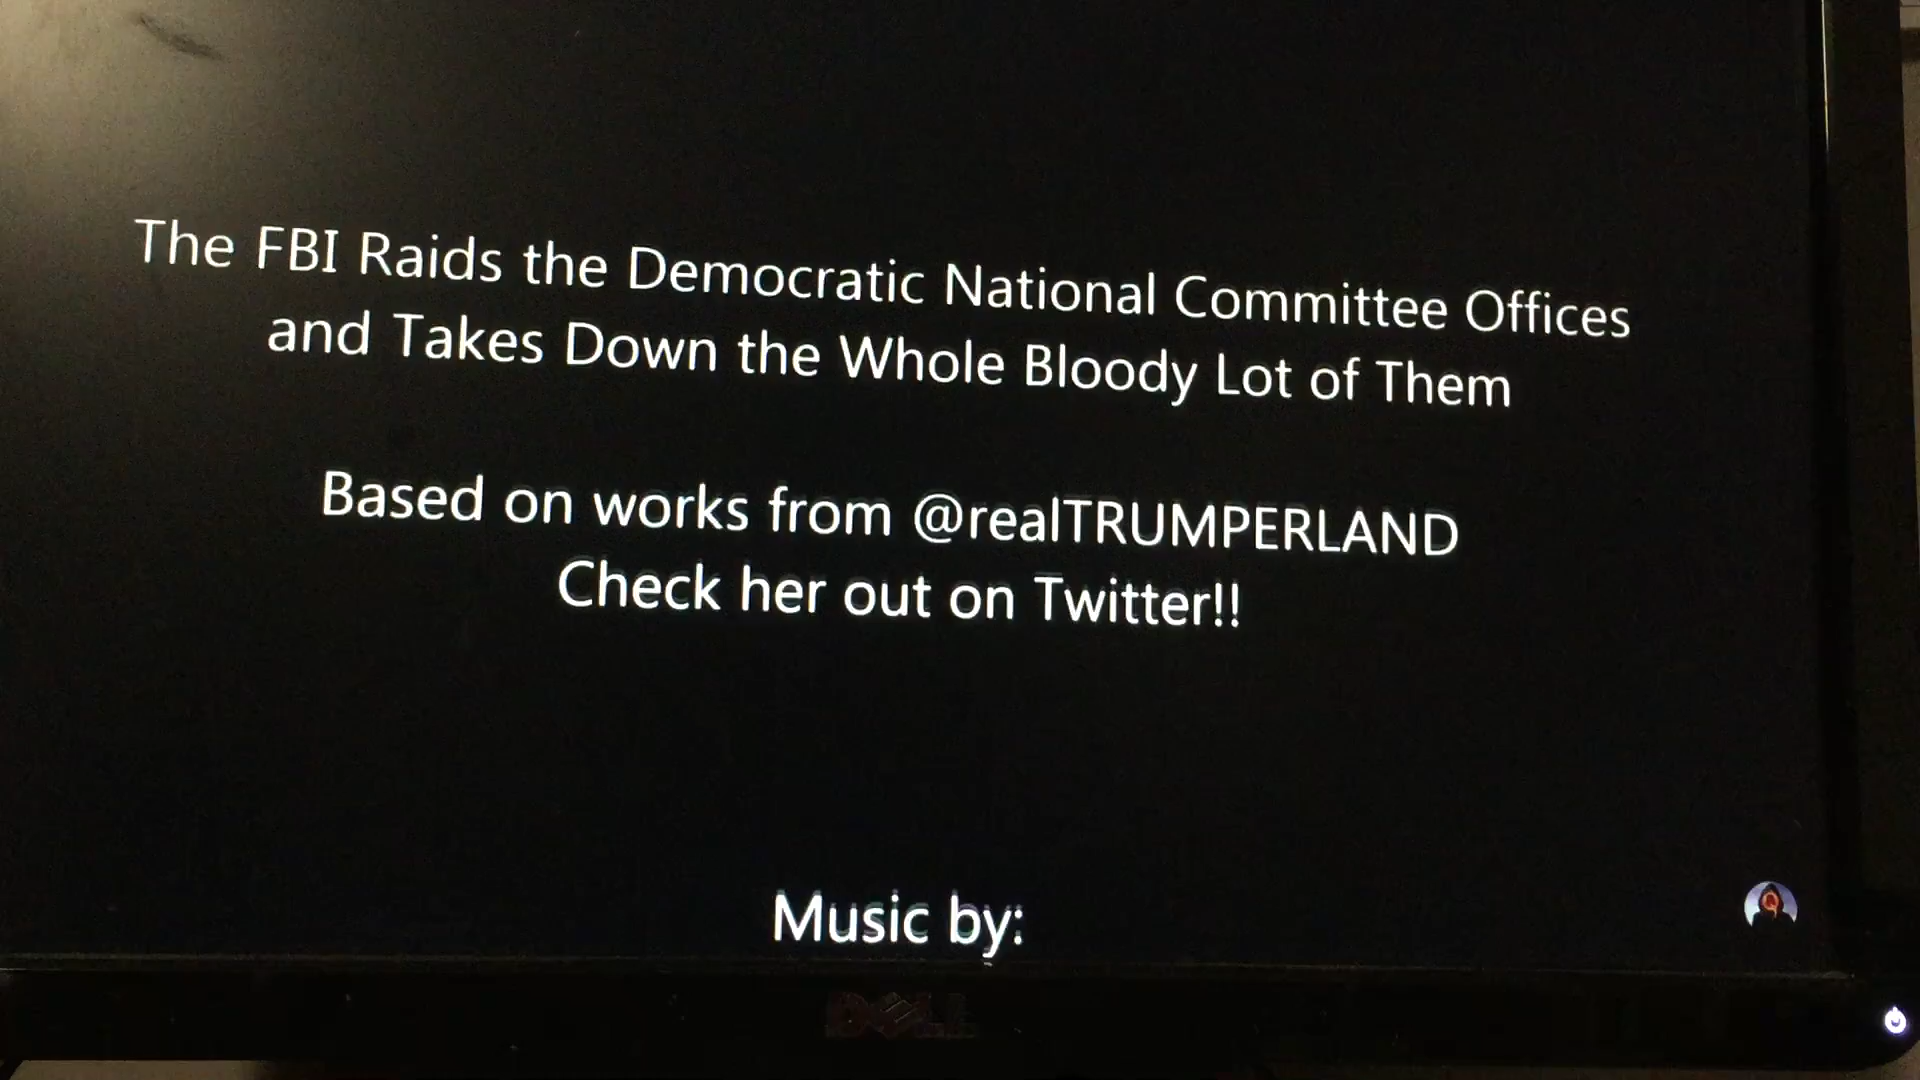 The FBI Raids the Democratic National Committee Offices
and Takes Down the Whole Bloody Lot of Them
Based on works from @realTRUMPERLAND
Check her out on Twitter!!
Music by:
Q
DELL